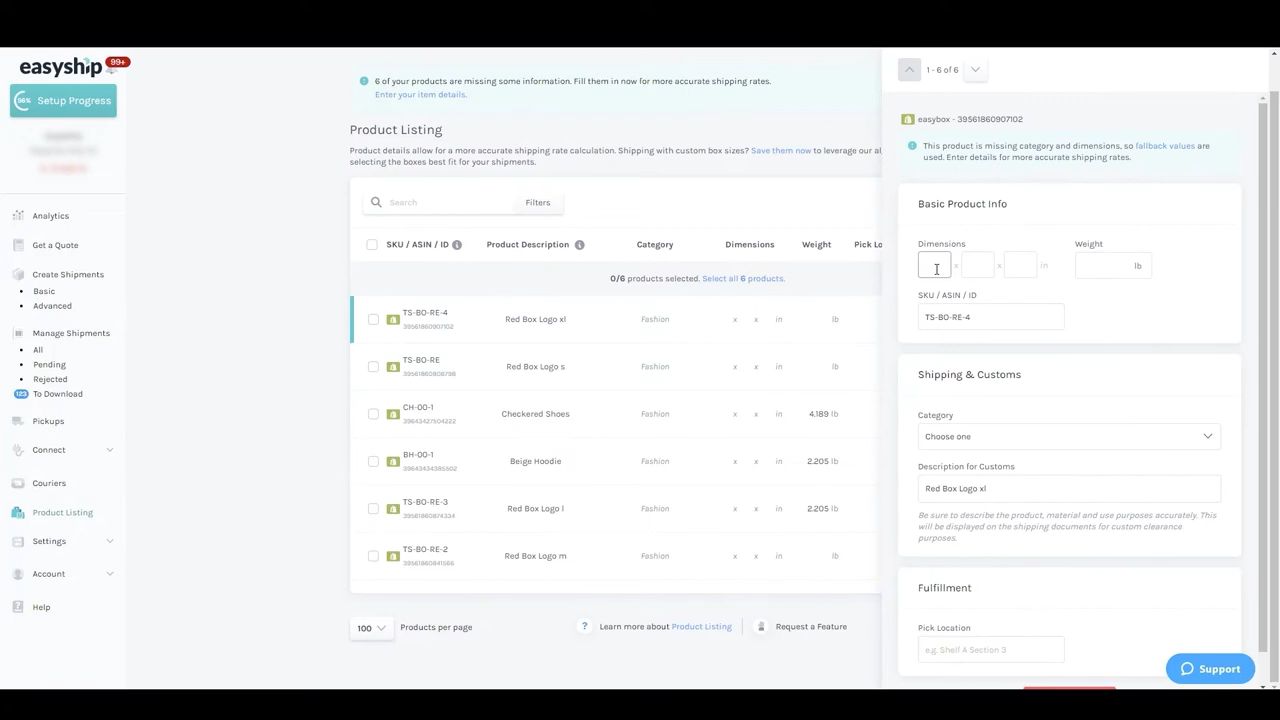 easyship
99+
56%
Setup Progress
Analytics
Get a Quote
Create Shipments
Basic
Advanced
Manage Shipments
All
Pending
Rejected
123 To Download
Pickups
Connect
Couriers
Product Listing
Settings
Account
Help
6 of your products are missing some information. Fill them in now for more accurate shipping rates.
Enter your item details.
Product Listing
Product details allow for a more accurate shipping rate calculation. Shipping with custom box sizes? Save them now to leverage our al
selecting the boxes best fit for your shipments.
Search
Filters
SKU / ASIN / ID Product Description Category Dimensions Weight Pick Lo
0/6 products selected. Select all 6 products.
TS-BO-RE-4 Red Box Logo xl Fashion x x in lb
39561860907102
TS-BO-RE Red Box Logo s Fashion x x in lb
39561860808798
CH-00-1 Checkered Shoes Fashion x x in 4.189 lb
39643427504222
BH-00-1 Beige Hoodie Fashion x x in 2.205 lb
39643434385502
TS-BO-RE-3 Red Box Logo l Fashion x x in 2.205 lb
39561860874334
TS-BO-RE-2 Red Box Logo m Fashion x x in lb
39561860841566
100 Products per page
? Learn more about Product Listing
Request a Feature
1 - 6 of 6
easybox - 39561860907102
This product is missing category and dimensions, so fallback values are
used. Enter details for more accurate shipping rates.
Basic Product Info
Dimensions Weight
x x in lb
SKU / ASIN / ID
TS-BO-RE-4
Shipping & Customs
Category
Choose one
Description for Customs
Red Box Logo xl
Be sure to describe the product, material and use purposes accurately. This
will be displayed on the shipping documents for custom clearance
purposes.
Fulfillment
Pick Location
e.g. Shelf A Section 3
Support